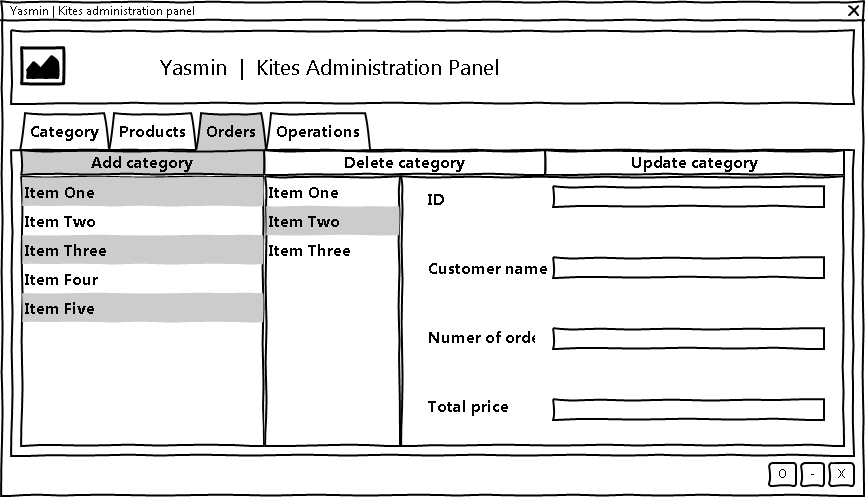 Yasmin | Kites administration panel
Yasmin | Kites Administration Panel
Category Products Orders Operations
Add category Delete category Update category
Item One
Item Two
Item Three
Item Four
Item Five
Item One
Item Two
Item Three
ID
Customer name
Numer of orde
Total price
O - X